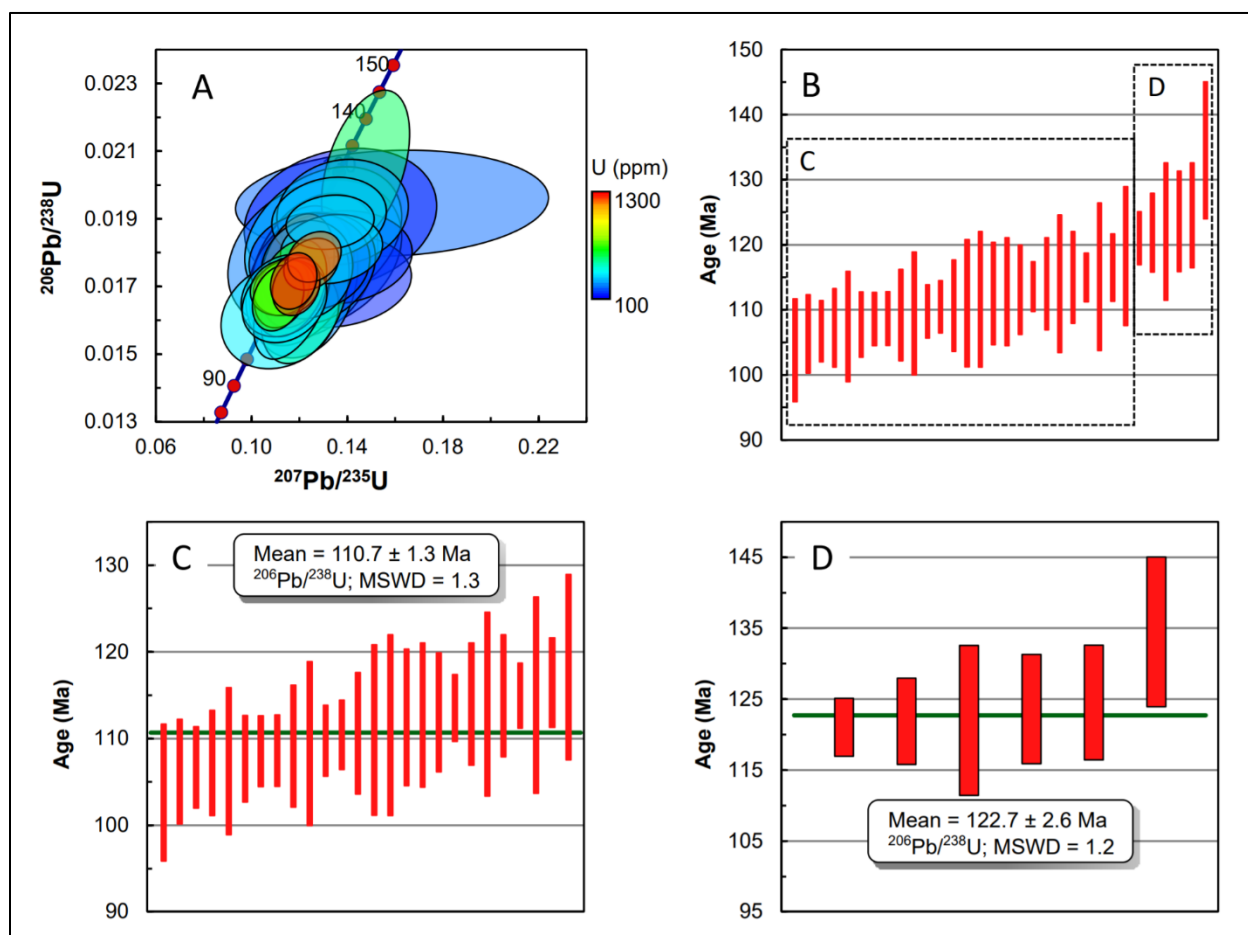 A
0.023
0.021
0.019
0.017
0.015
0.013
²⁰⁶Pb/²³⁸U
150
140
90
0.06
0.10
0.14
0.18
0.22
²⁰⁷Pb/²³⁵U
U (ppm)
1300
100
B
D
C
150
140
130
120
110
100
90
Age (Ma)
C
Mean = 110.7 ± 1.3 Ma
²⁰⁶Pb/²³⁸U; MSWD = 1.3
130
120
110
100
90
Age (Ma)
D
145
135
125
115
105
95
Age (Ma)
Mean = 122.7 ± 2.6 Ma
²⁰⁶Pb/²³⁸U; MSWD = 1.2